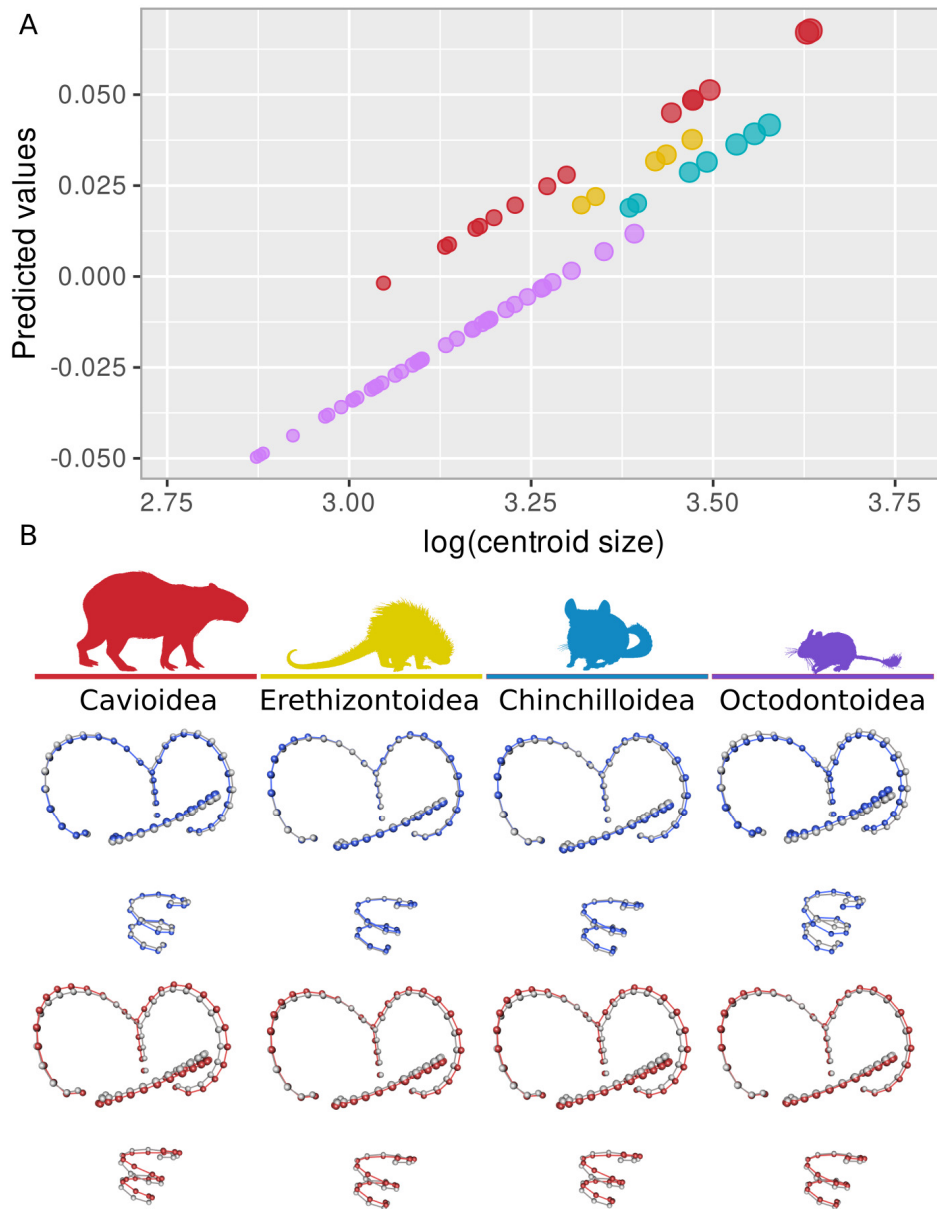 A
Predicted values
0.050
0.025
0.000
-0.025
-0.050
2.75 3.00 3.25 3.50 3.75
log(centroid size)
B
Cavioidea Erethizontoidea Chinchilloidea Octodontoidea